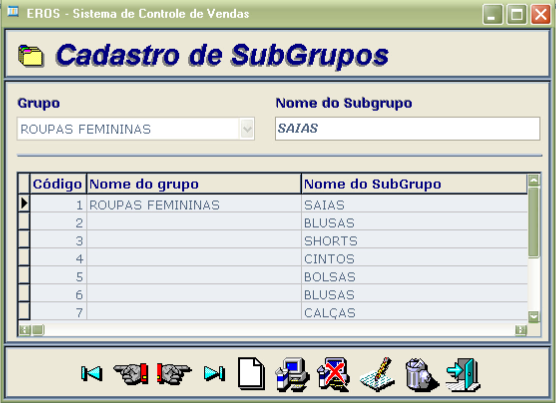 EROS - Sistema de Controle de Vendas
Cadastro de SubGrupos
Grupo Nome do Subgrupo
ROUPAS FEMININAS SAIAS
Código Nome do grupo Nome do SubGrupo
1 ROUPAS FEMININAS SAIAS
2 BLUSAS
3 SHORTS
4 CINTOS
5 BOLSAS
6 BLUSAS
7 CALÇAS